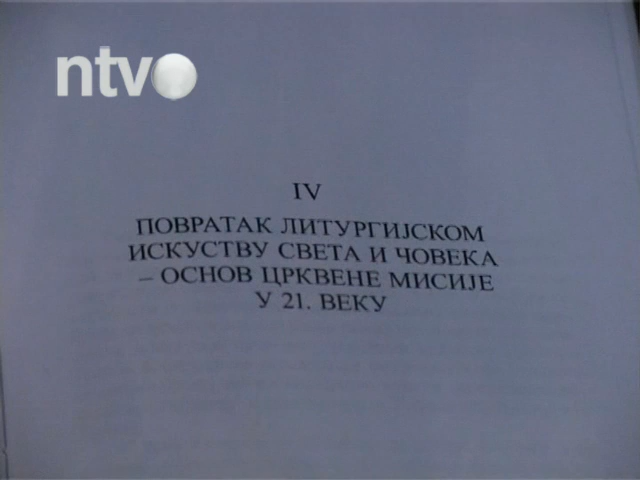 ntv
IV
ПОВРАТАК ЛИТУРГИЈСКОМ
ИСКУСТВУ СВЕТА И ЧОВЕКА
– ОСНОВ ЦРКВЕНЕ МИСИЈЕ
У 21. ВЕКУ